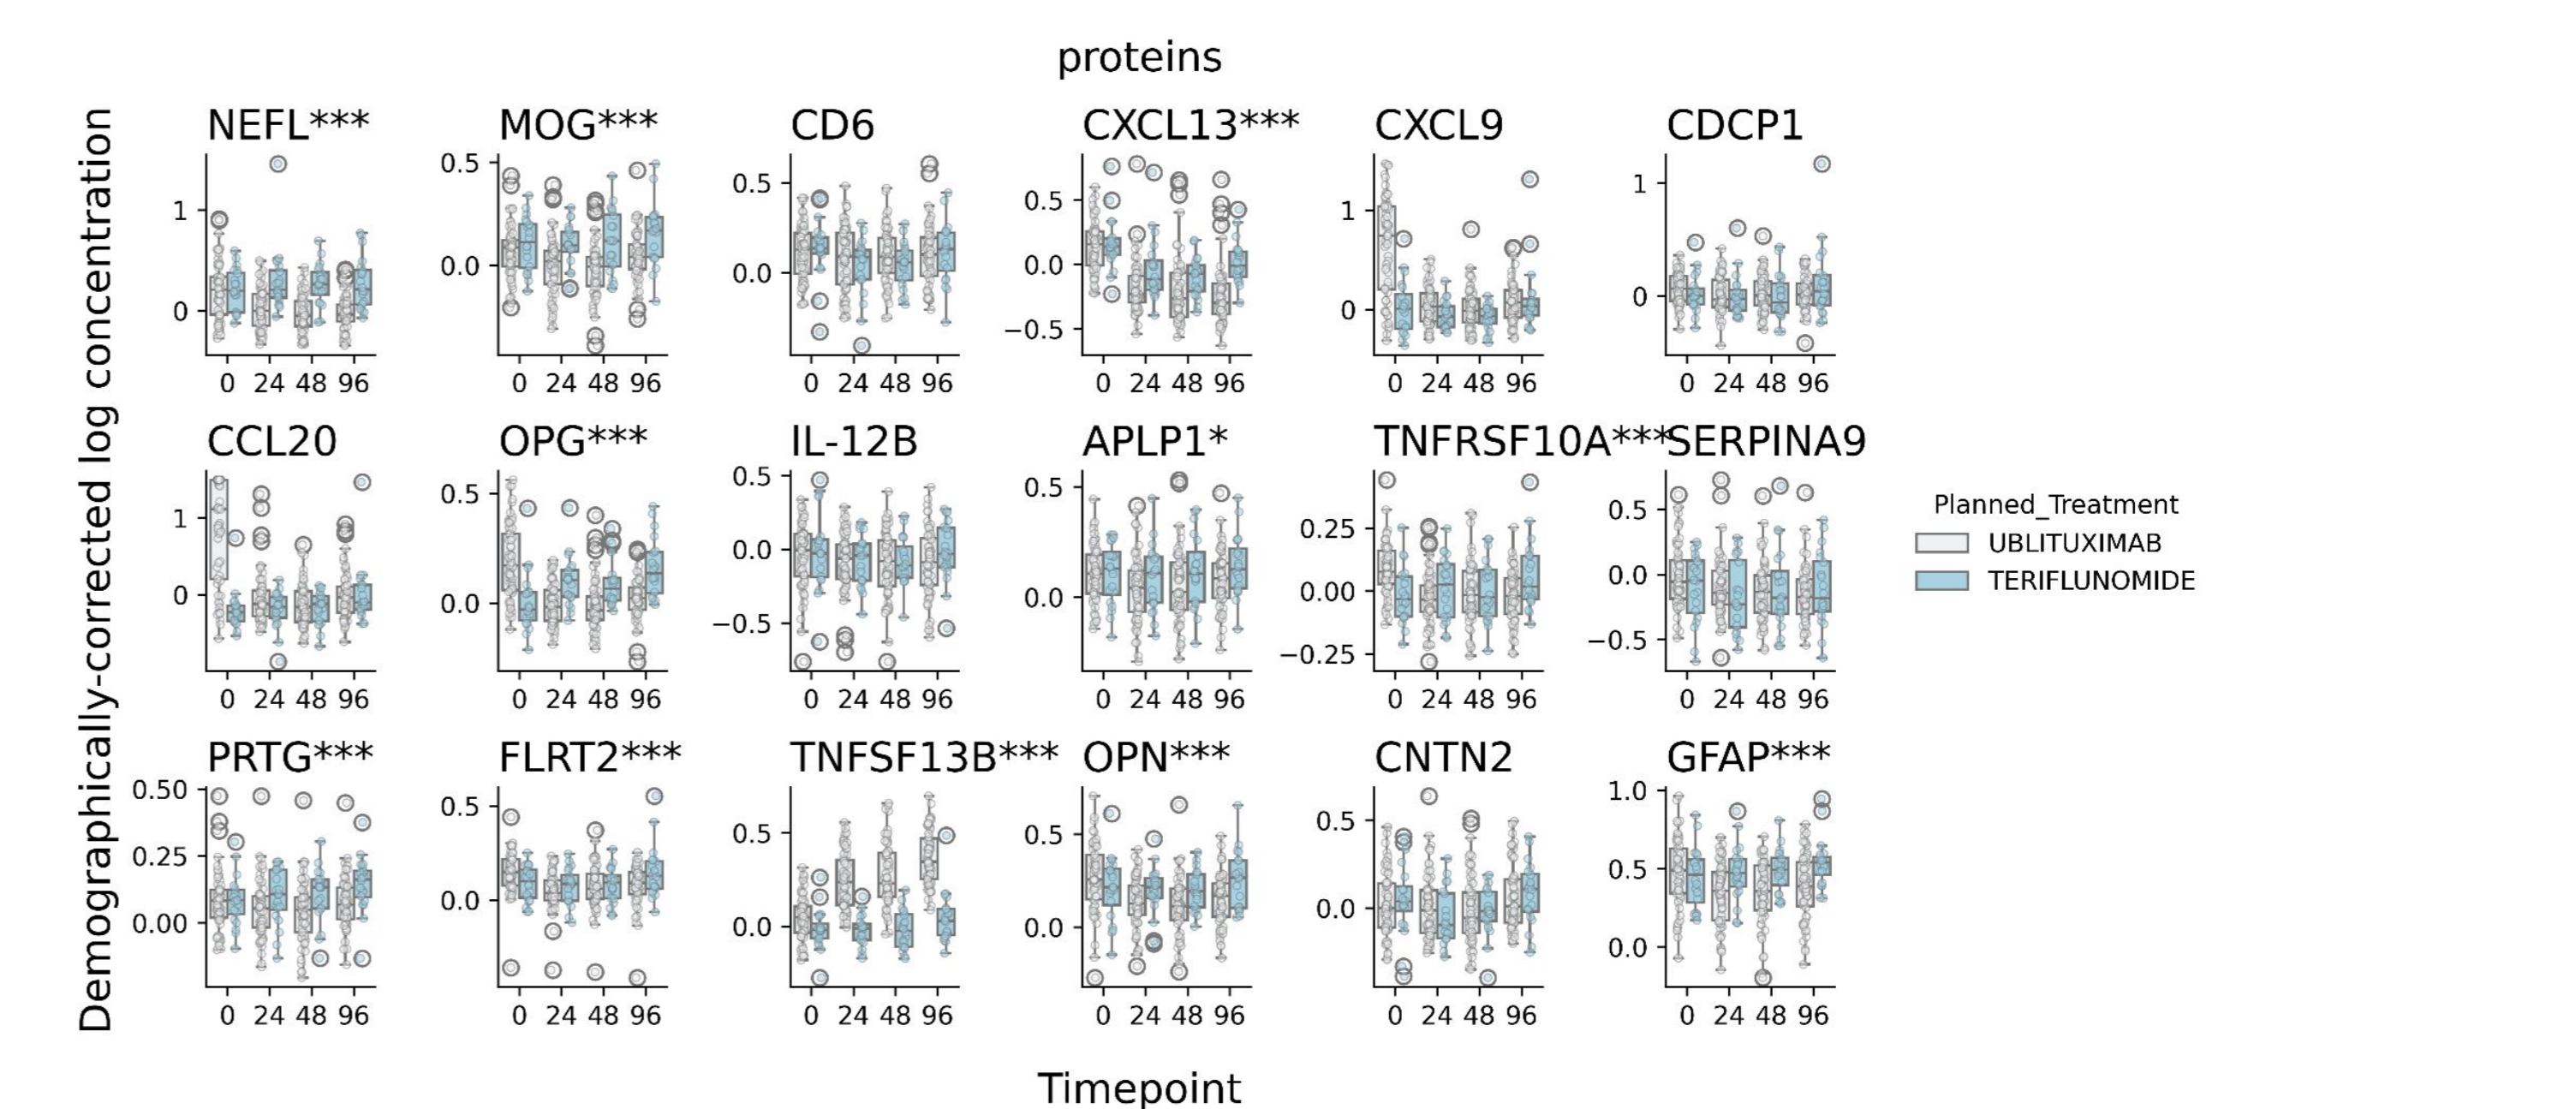 proteins
Demographically-corrected log concentration
NEFL*** MOG*** CD6 CXCL13*** CXCL9 CDCP1
1
0
0 24 48 96
0.5
0.0
0 24 48 96
0.5
0.0
0 24 48 96
0.5
0.0
−0.5
0 24 48 96
1
0
0 24 48 96
1
0
0 24 48 96
CCL20 OPG*** IL-12B APLP1* TNFRSF10A*** SERPINA9
1
0
0 24 48 96
0.5
0.0
0 24 48 96
0.5
0.0
−0.5
0 24 48 96
0.5
0.0
0 24 48 96
0.25
0.00
−0.25
0 24 48 96
0.5
0.0
−0.5
0 24 48 96
Planned_Treatment
UBLITUXIMAB
TERIFLUNOMIDE
PRTG*** FLRT2*** TNFSF13B*** OPN*** CNTN2 GFAP***
0.50
0.25
0.00
0 24 48 96
0.5
0.0
0 24 48 96
0.5
0.0
0 24 48 96
0.5
0.0
0 24 48 96
0.5
0.0
0 24 48 96
1.0
0.5
0.0
0 24 48 96
Timepoint